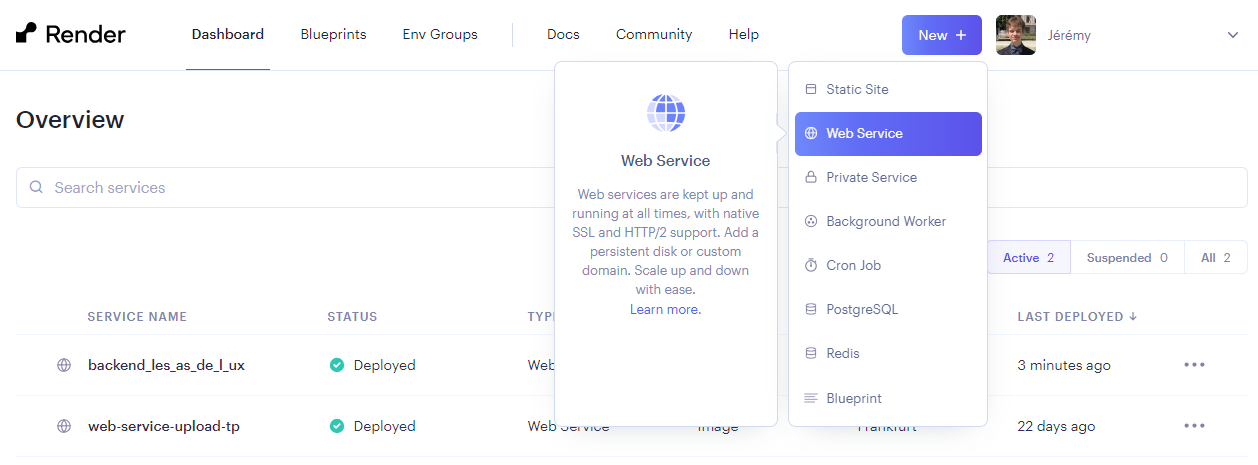 Render Dashboard Blueprints Env Groups Docs Community Help New + Jérémy
Overview
Search services
Web Service
Web services are kept up and
running at all times, with native
SSL and HTTP/2 support. Add a
persistent disk or custom
domain. Scale up and down
with ease.
Learn more.
Static Site
Web Service
Private Service
Background Worker
Cron Job
PostgreSQL
Redis
Blueprint
Active 2 Suspended 0 All 2
SERVICE NAME STATUS LAST DEPLOYED ↓
backend_les_as_de_l_ux Deployed Web 3 minutes ago •••
web-service-upload-tp Deployed Web Service Image Frankfurt 22 days ago •••